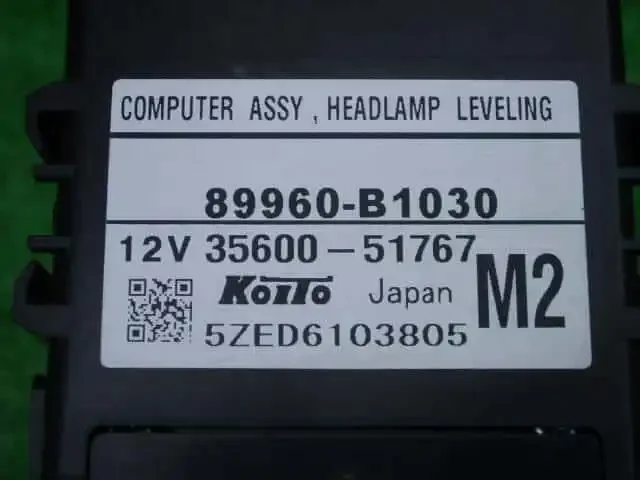 COMPUTER ASSY , HEADLAMP LEVELING
89960-B1030
12V 35600-51767
KOITO Japan M2
5ZED6103805